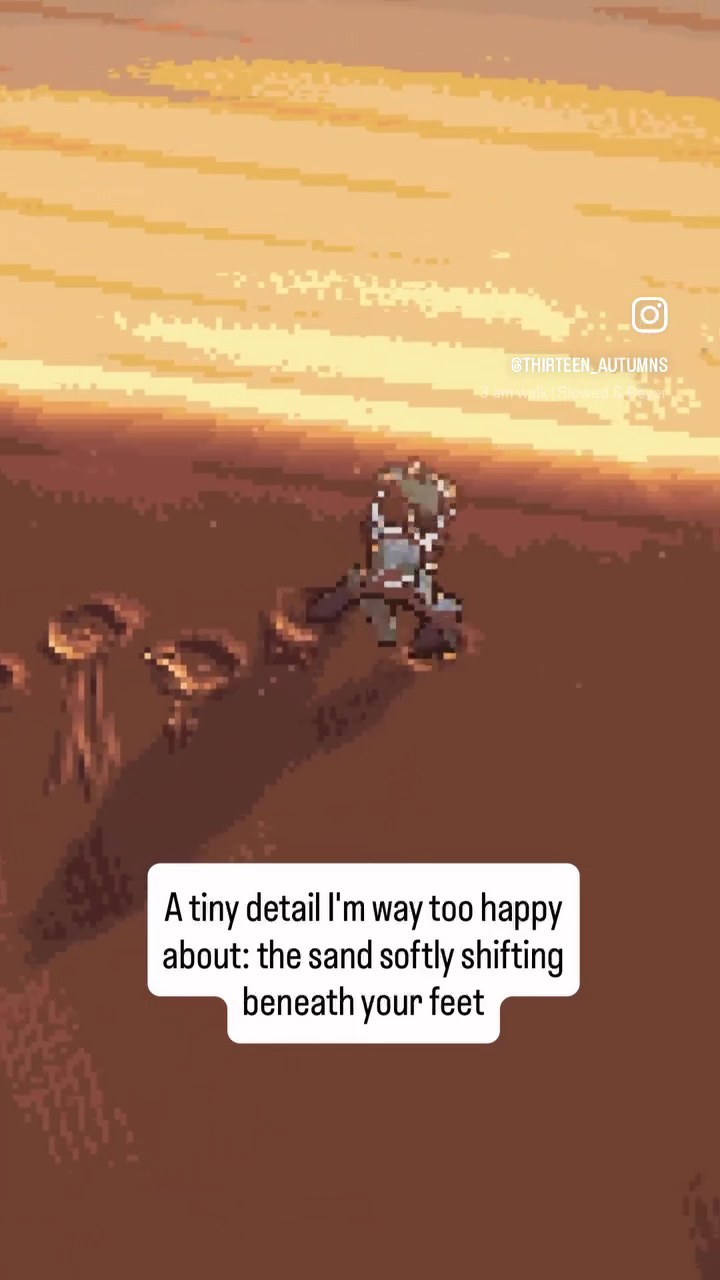 @THIRTEEN_AUTUMNS
A tiny detail I'm way too happy
about: the sand softly shifting
beneath your feet